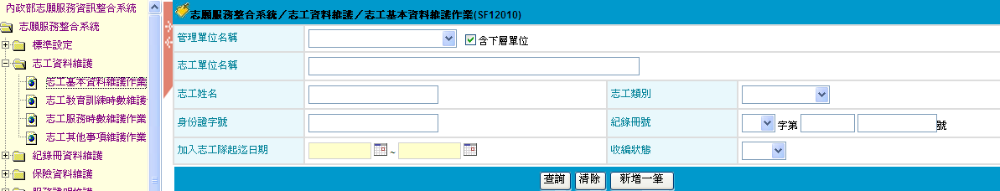 內政部志願服務資訊整合系統
志願服務整合系統
標準設定
志工資料維護
志工基本資料維護作業
志工教育訓練時數維護
志工服務時數維護作業
志工其他事項維護作業
紀錄冊資料維護
保險資料維護
服務證明維護
志願服務整合系統／志工資料維護／志工基本資料維護作業(SF12010)
管理單位名稱 含下層單位
志工單位名稱
志工姓名 志工類別
身份證字號 紀錄冊號 字第 號
加入志工隊起迄日期 ~ 收編狀態
查詢 清除 新增一筆